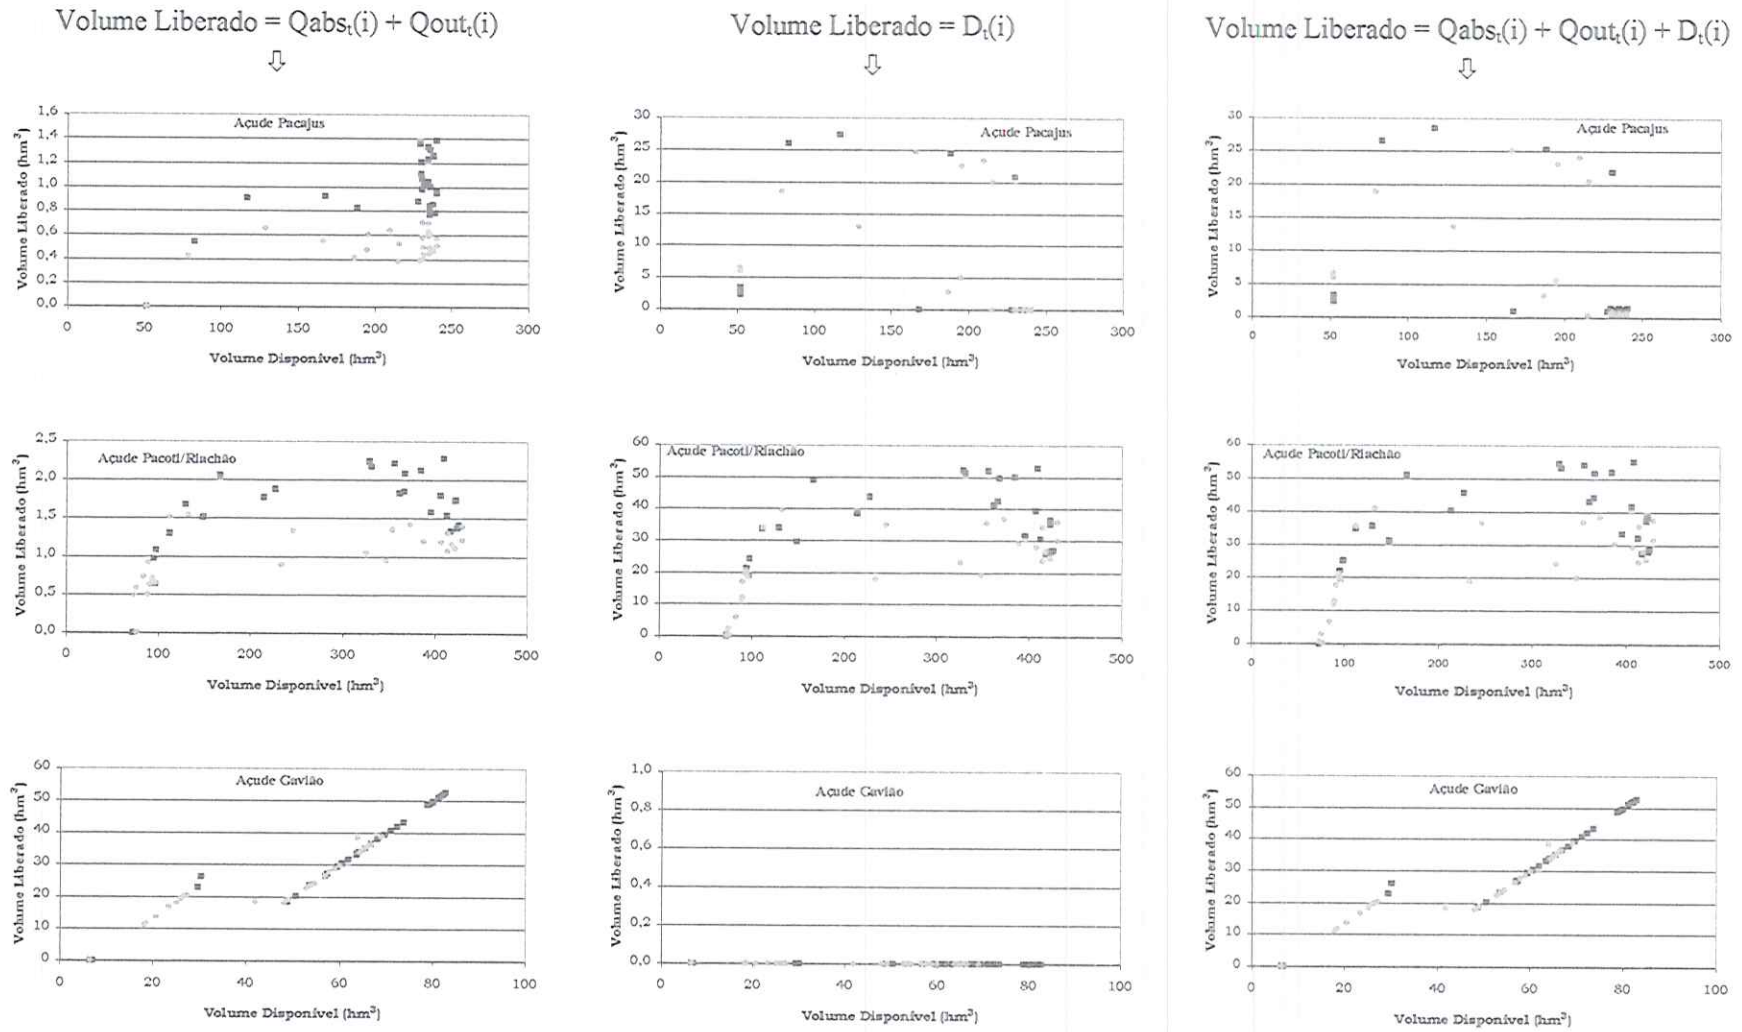 Volume Liberado = Qabsₜ(i) + Qoutₜ(i)
Volume Liberado = Dₜ(i)
Volume Liberado = Qabsₜ(i) + Qoutₜ(i) + Dₜ(i)
Açude Pacajus
Volume Liberado (hm³)
1,6
1,4
1,2
1,0
0,8
0,6
0,4
0,2
0,0
0 50 100 150 200 250 300
Volume Disponível (hm³)
Açude Pacajus
Volume Liberado (hm³)
30
25
20
15
10
5
0
0 50 100 150 200 250 300
Volume Disponível (hm³)
Açude Pacajus
Volume Liberado (hm³)
30
25
20
15
10
5
0
0 50 100 150 200 250 300
Volume Disponível (hm³)
Açude Pacoti/Riachão
Volume Liberado (hm³)
2,5
2,0
1,5
1,0
0,5
0,0
0 100 200 300 400 500
Volume Disponível (hm³)
Açude Pacoti/Riachão
Volume Liberado (hm³)
60
50
40
30
20
10
0
0 100 200 300 400 500
Volume Disponível (hm³)
Açude Pacoti/Riachão
Volume Liberado (hm³)
60
50
40
30
20
10
0
0 100 200 300 400 500
Volume Disponível (hm³)
Açude Gavião
Volume Liberado (hm³)
60
50
40
30
20
10
0
0 20 40 60 80 100
Volume Disponível (hm³)
Açude Gavião
Volume Liberado (hm³)
1,0
0,8
0,6
0,4
0,2
0,0
0 20 40 60 80 100
Volume Disponível (hm³)
Açude Gavião
Volume Liberado (hm³)
60
50
40
30
20
10
0
0 20 40 60 80 100
Volume Disponível (hm³)